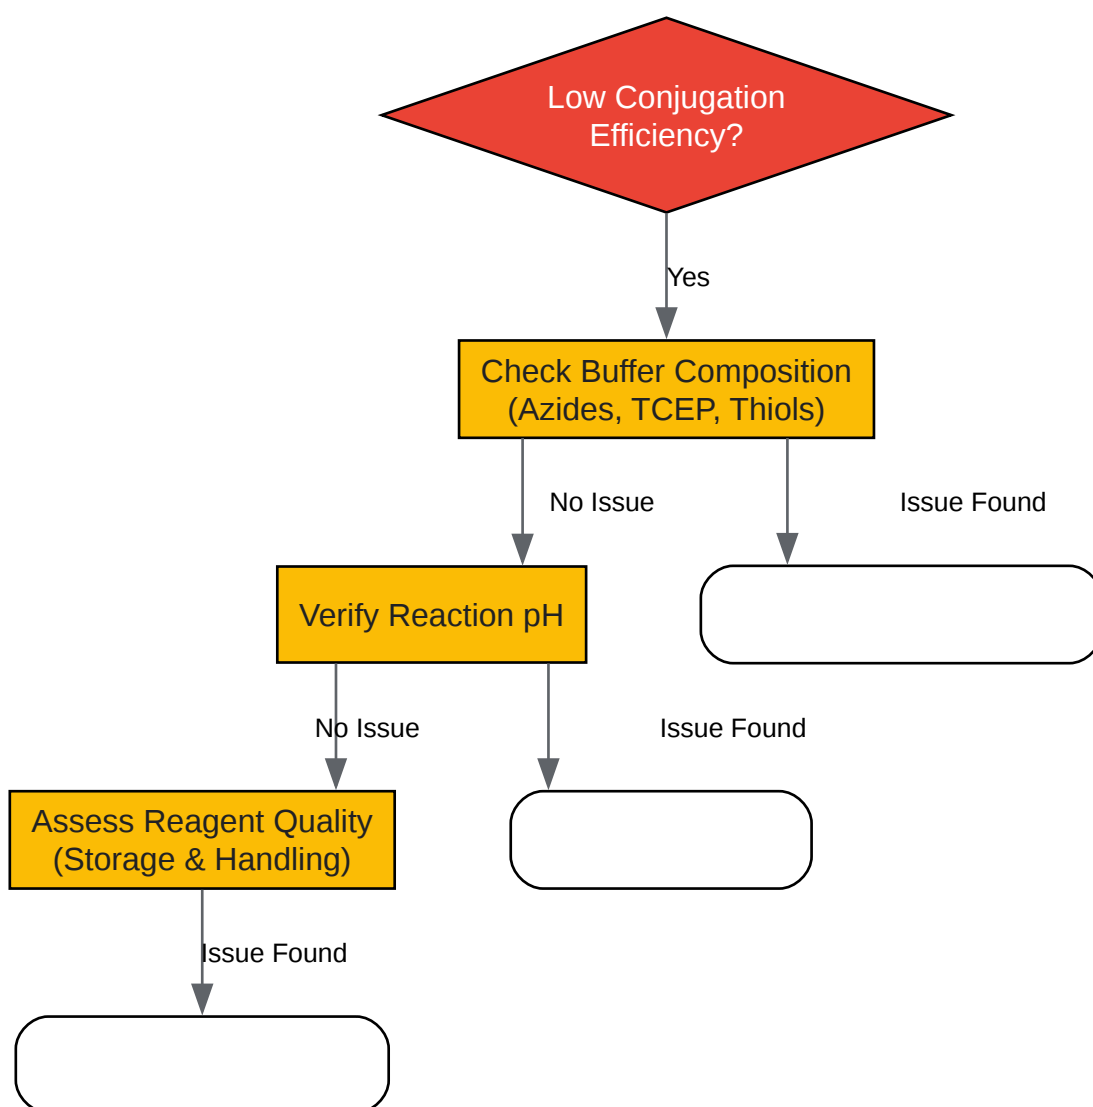 Low Conjugation
Efficiency?
Yes
Check Buffer Composition
(Azides, TCEP, Thiols)
No Issue
Issue Found
Verify Reaction pH
No Issue
Issue Found
Assess Reagent Quality
(Storage & Handling)
Issue Found